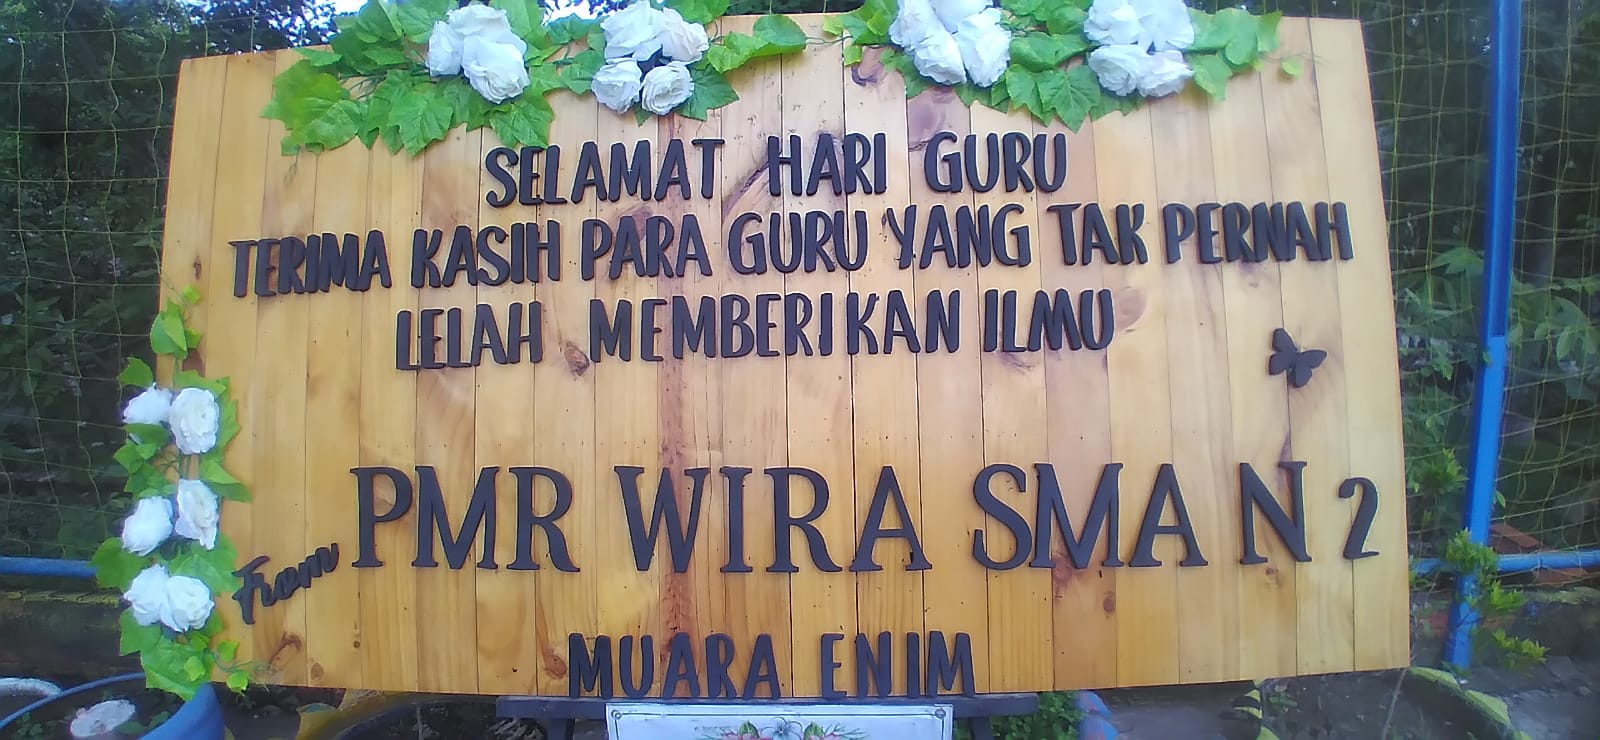 SELAMAT HARI GURU
TERIMA KASIH PARA GURU YANG TAK PERNAH
LELAH MEMBERIKAN ILMU
From PMR WIRA SMA N 2
MUARA ENIM